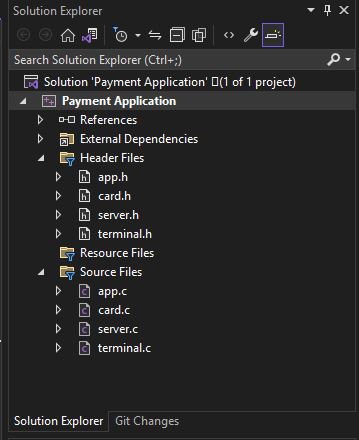 Solution Explorer
Search Solution Explorer (Ctrl+;)
Solution 'Payment Application' (1 of 1 project)
Payment Application
References
External Dependencies
Header Files
app.h
card.h
server.h
terminal.h
Resource Files
Source Files
app.c
card.c
server.c
terminal.c
Solution Explorer Git Changes